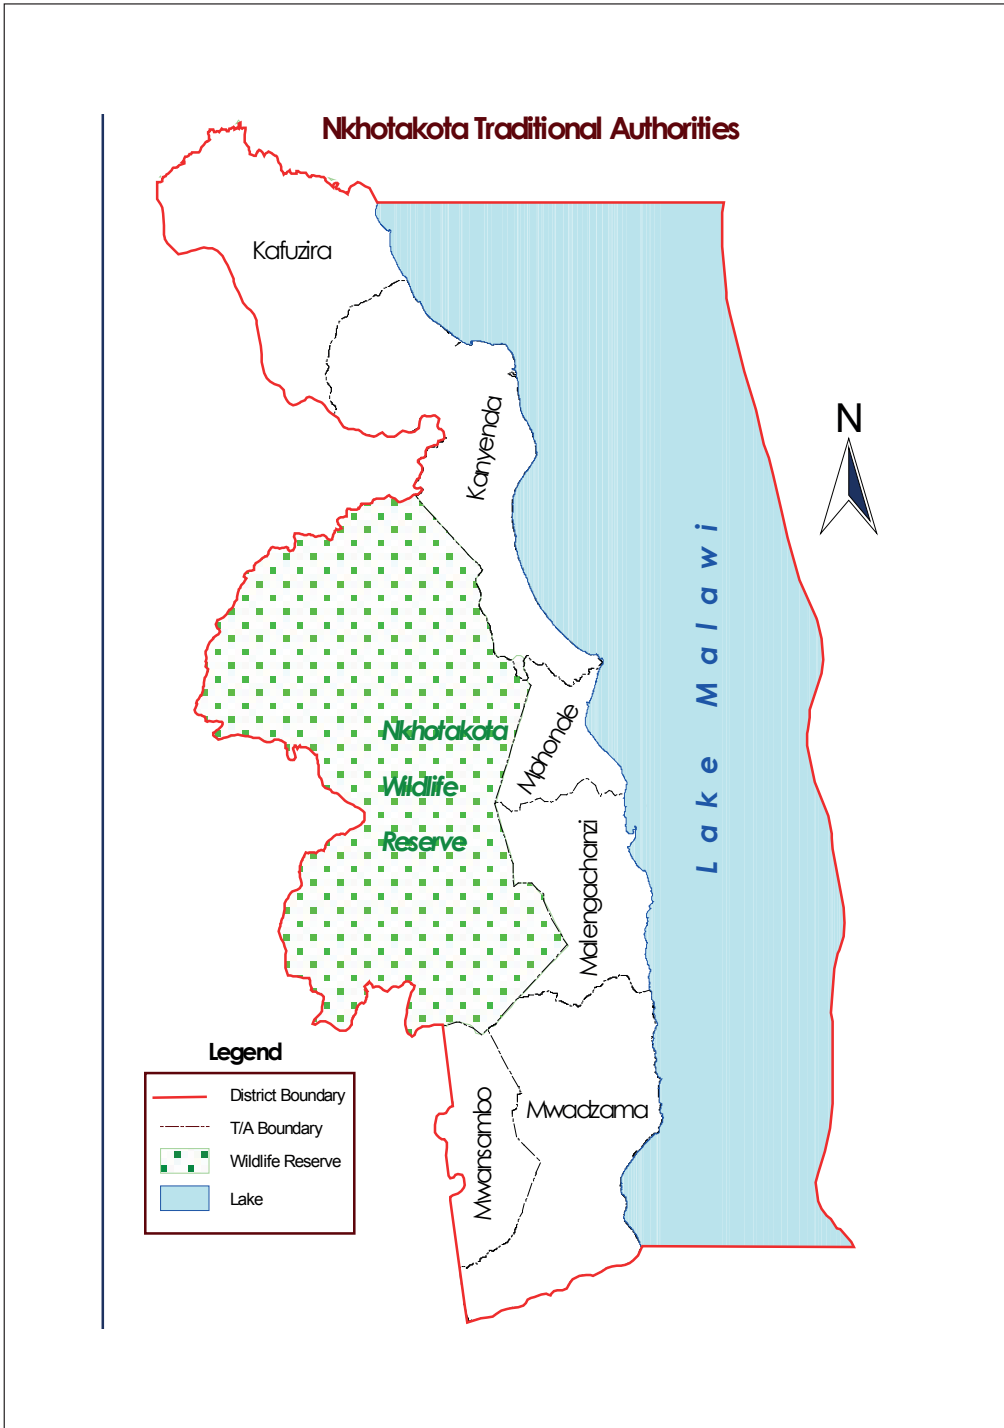 Nkhotakota Traditional Authorities
Kafuzira
N
Kanyenda
Lake Malawi
Mphonde
Nkhotakota
Wildlife
Reserve
Malengachanzi
Mwansambo
Mwadzama
Legend
District Boundary
T/A Boundary
Wildlife Reserve
Lake